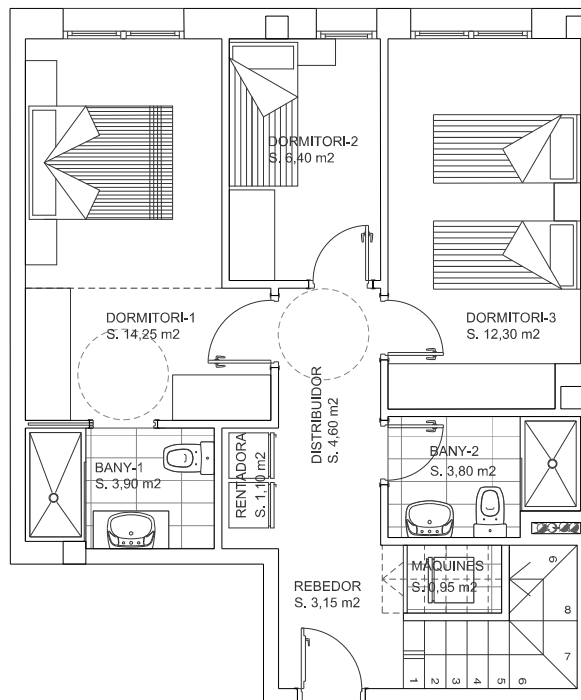 DORMITORI-2
S. 6,40 m2
DORMITORI-1
S. 14,25 m2
DORMITORI-3
S. 12,30 m2
DISTRIBUIDOR
S. 4,60 m2
BANY-1
S. 3,90 m2
RENTADORA
S. 1,10 m2
BANY-2
S. 3,80 m2
REBEDOR
S. 3,15 m2
MÀQUINES
S. 0,95 m2
1
2
3
4
5
6
7
8
9